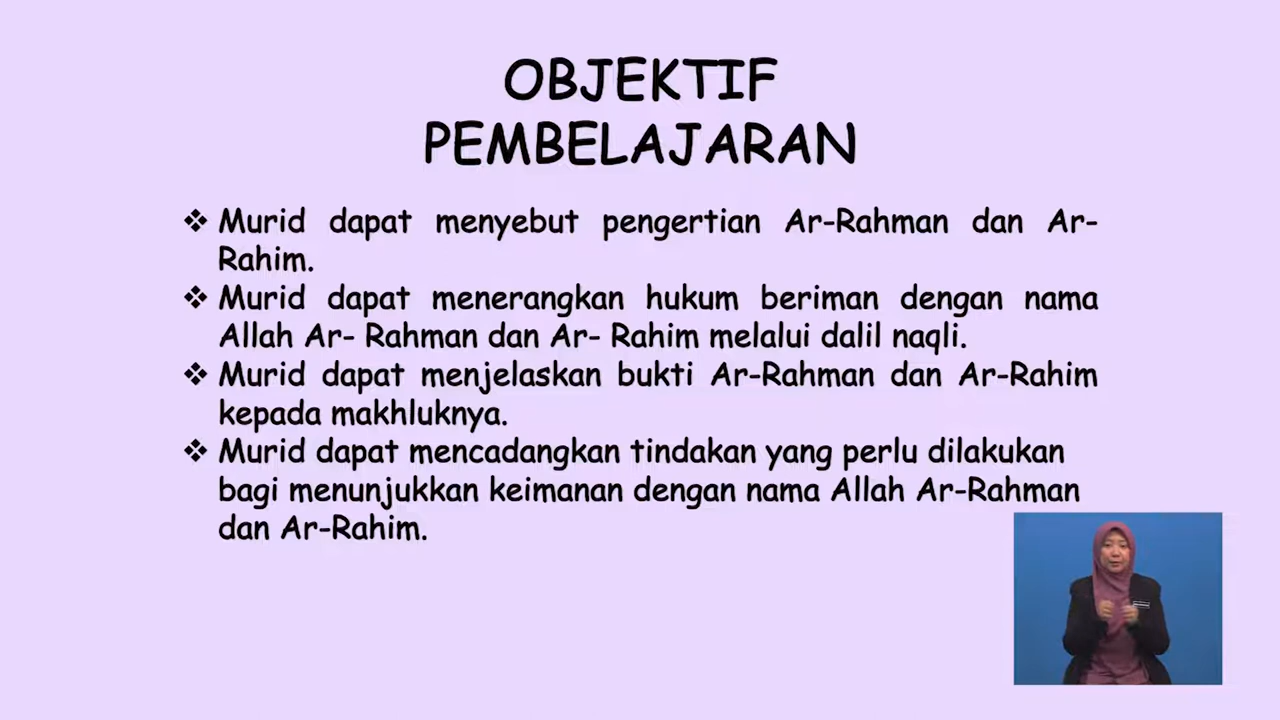 OBJEKTIF
PEMBELAJARAN
❖ Murid dapat menyebut pengertian Ar-Rahman dan Ar-
Rahim.
❖ Murid dapat menerangkan hukum beriman dengan nama
Allah Ar- Rahman dan Ar- Rahim melalui dalil naqli.
❖ Murid dapat menjelaskan bukti Ar-Rahman dan Ar-Rahim
kepada makhluknya.
❖ Murid dapat mencadangkan tindakan yang perlu dilakukan
bagi menunjukkan keimanan dengan nama Allah Ar-Rahman
dan Ar-Rahim.